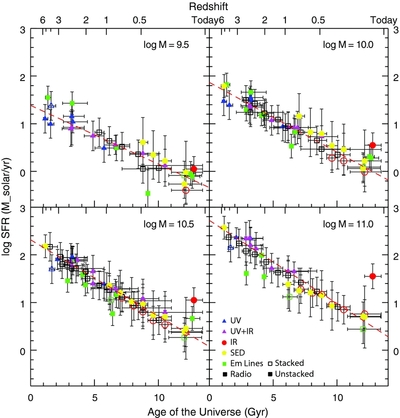 Redshift
6 3 2 1 0.5 Today 6 3 2 1 0.5 Today
3
log M = 9.5 log M = 10.0
2
1
0
3
log M = 10.5 log M = 11.0
2
1
0
UV
UV+IR
IR
SED
Em Lines Stacked
Radio Unstacked
0 5 10 0 5 10
log SFR (M_solar/yr)
Age of the Universe (Gyr)